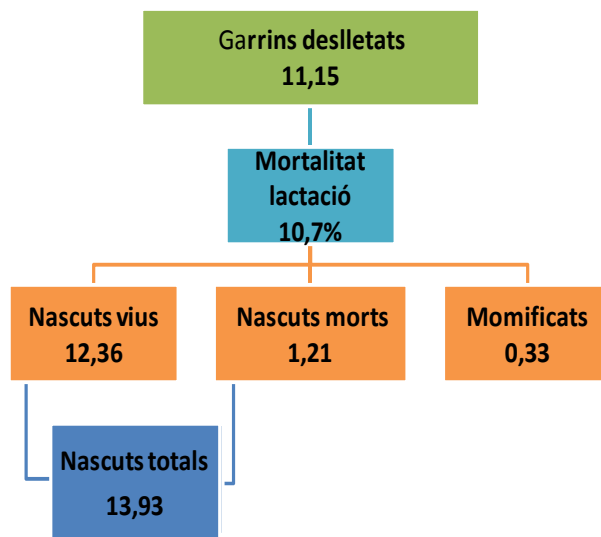 Garrins deslletats
11,15
Mortalitat
lactació
10,7%
Nascuts vius
12,36
Nascuts morts
1,21
Momificats
0,33
Nascuts totals
13,93